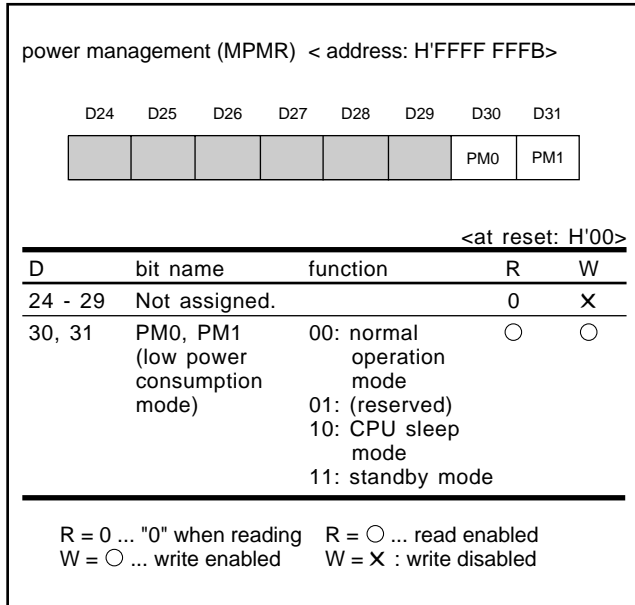 power management (MPMR) < address: H'FFFF FFFB>
D24 D25 D26 D27 D28 D29 D30 D31
PM0 PM1
<at reset: H'00>
D bit name function R W
24 - 29 Not assigned. 0 ×
30, 31 PM0, PM1 00: normal ○ ○
(low power operation
consumption mode
mode) 01: (reserved)
10: CPU sleep
mode
11: standby mode
R = 0 ... "0" when reading R = ○ ... read enabled
W = ○ ... write enabled W = × : write disabled